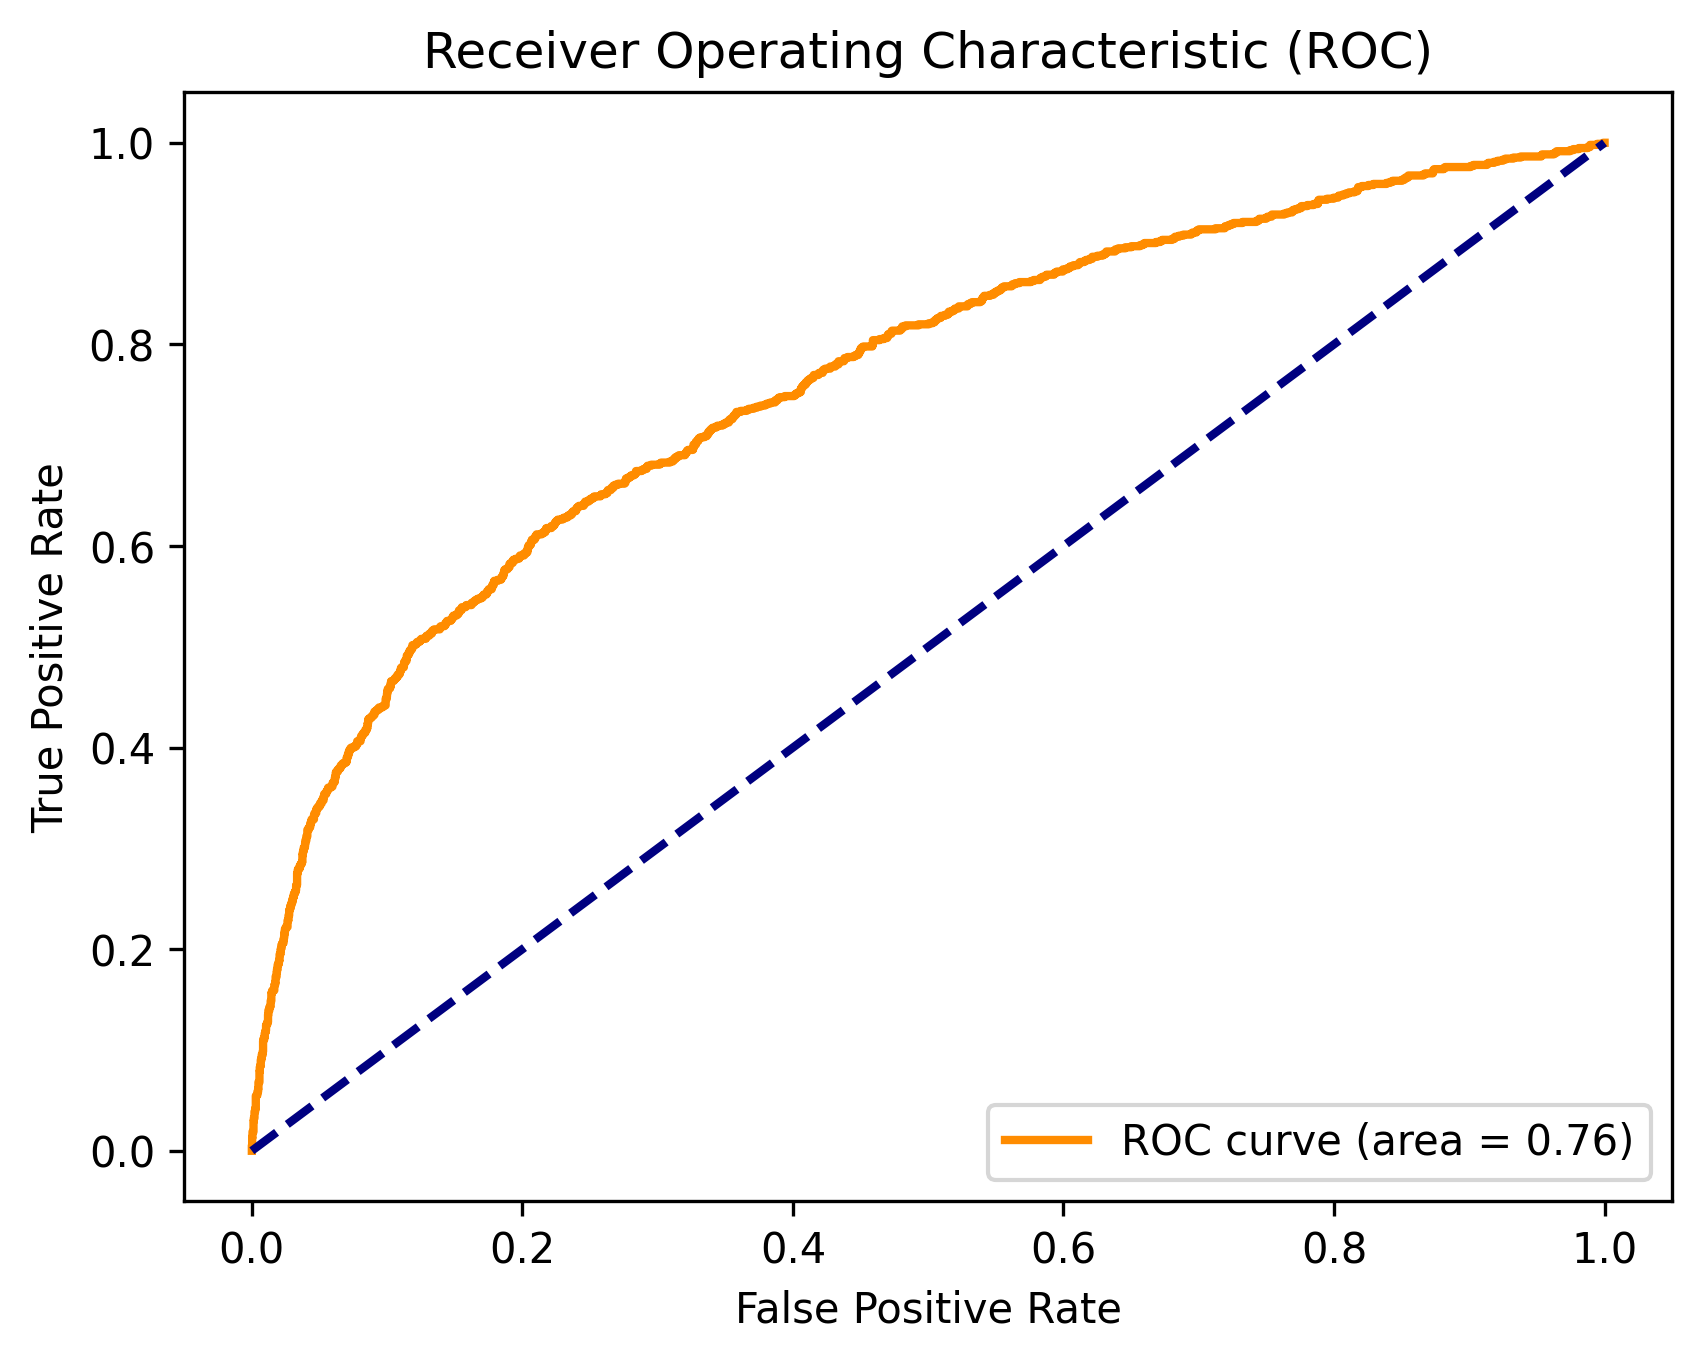 Receiver Operating Characteristic (ROC)
True Positive Rate
1.0
0.8
0.6
0.4
0.2
0.0
ROC curve (area = 0.76)
0.0 0.2 0.4 0.6 0.8 1.0
False Positive Rate